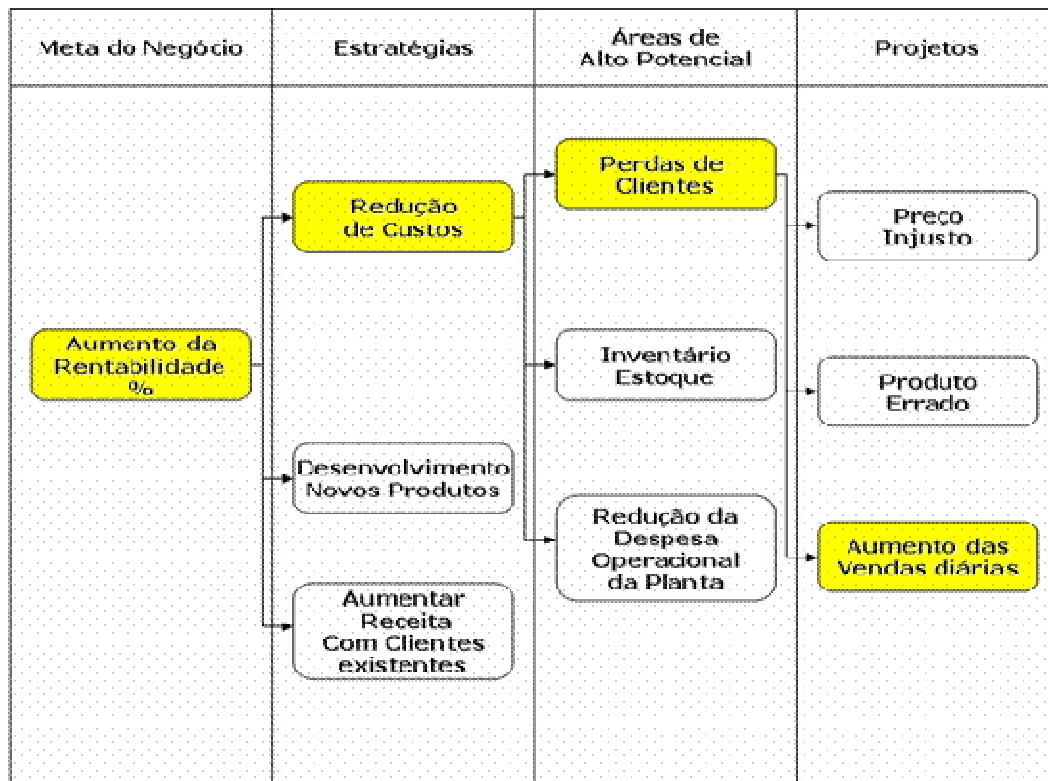 Meta do Negócio
Estratégias
Áreas de
Alto Potencial
Projetos
Aumento da
Rentabilidade
%
Redução
de Custos
Desenvolvimento
Novos Produtos
Aumentar
Receita
Com Clientes
existentes
Perdas de
Clientes
Inventário
Estoque
Redução da
Despesa
Operacional
da Planta
Preço
Injusto
Produto
Errado
Aumento das
Vendas diárias